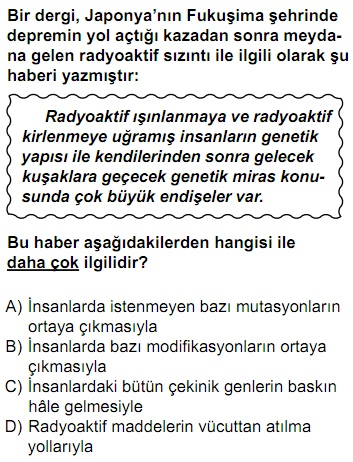 Bir dergi, Japonya’nın Fukuşima şehrinde
depremin yol açtığı kazadan sonra meyda-
na gelen radyoaktif sızıntı ile ilgili olarak şu
haberi yazmıştır:
Radyoaktif ışınlanmaya ve radyoaktif
kirlenmeye uğramış insanların genetik
yapısı ile kendilerinden sonra gelecek
kuşaklara geçecek genetik miras konu-
sunda çok büyük endişeler var.
Bu haber aşağıdakilerden hangisi ile
daha çok ilgilidir?
A) İnsanlarda istenmeyen bazı mutasyonların
ortaya çıkmasıyla
B) İnsanlarda bazı modifikasyonların ortaya
çıkmasıyla
C) İnsanlardaki bütün çekinik genlerin baskın
hâle gelmesiyle
D) Radyoaktif maddelerin vücuttan atılma
yollarıyla